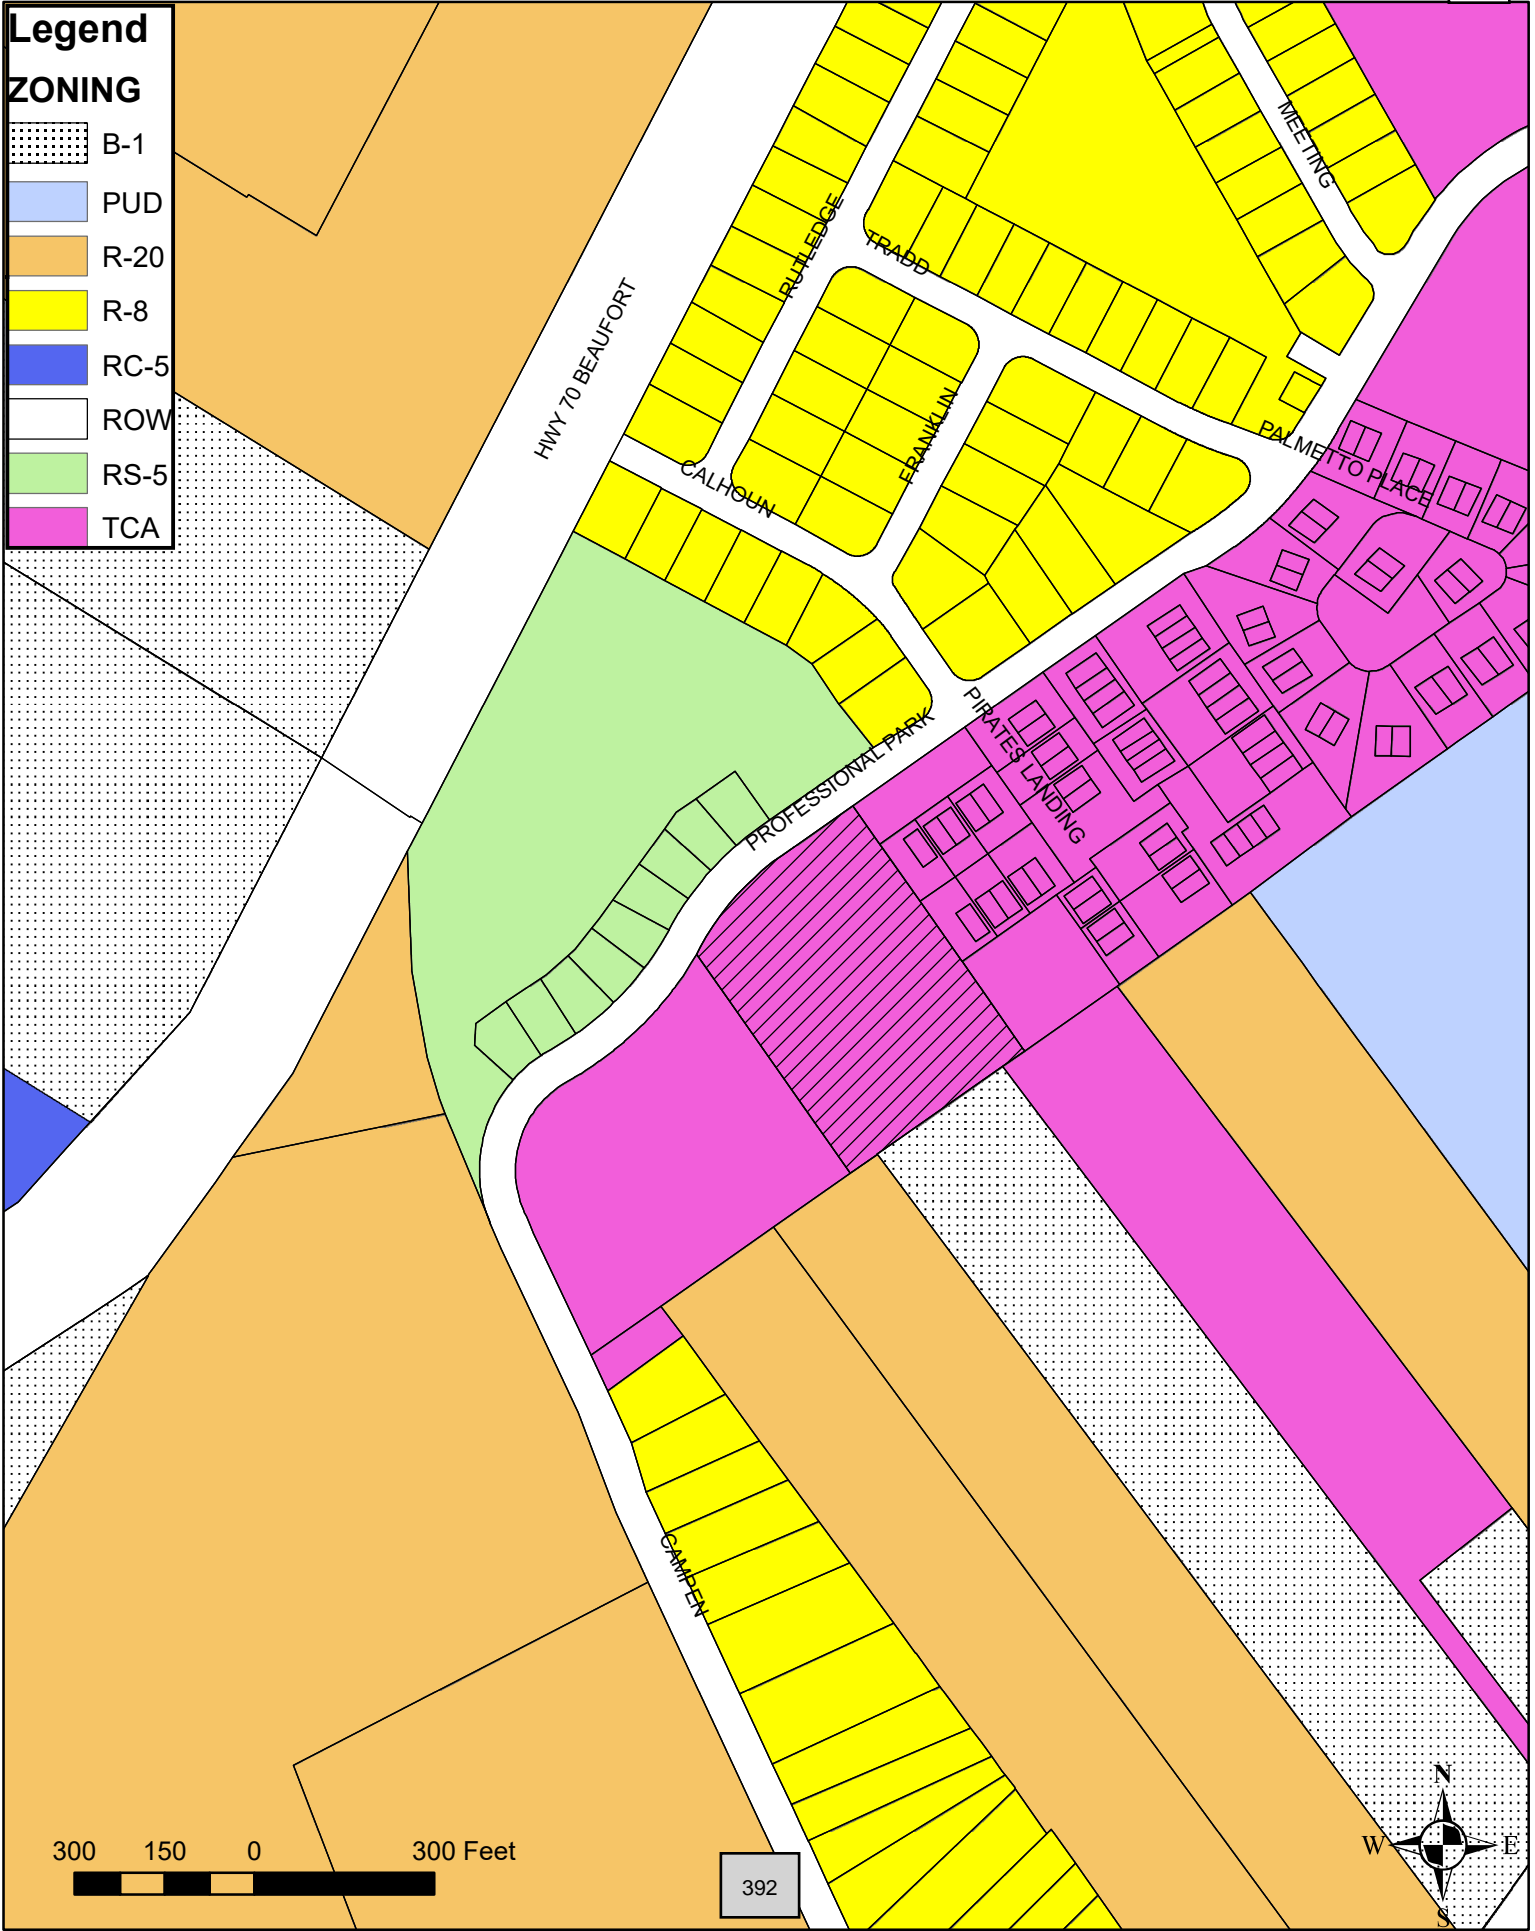 Legend
ZONING
B-1
PUD
R-20
R-8
RC-5
ROW
RS-5
TCA
MEETING
RUTLEDGE
TRADD
HWY 70 BEAUFORT
FRANKLIN
PALMETTO PLACE
CALHOUN
PIRATES LANDING
PROFESSIONAL PARK
CAMPEN
300 150 0 300 Feet
392
N
W E
S